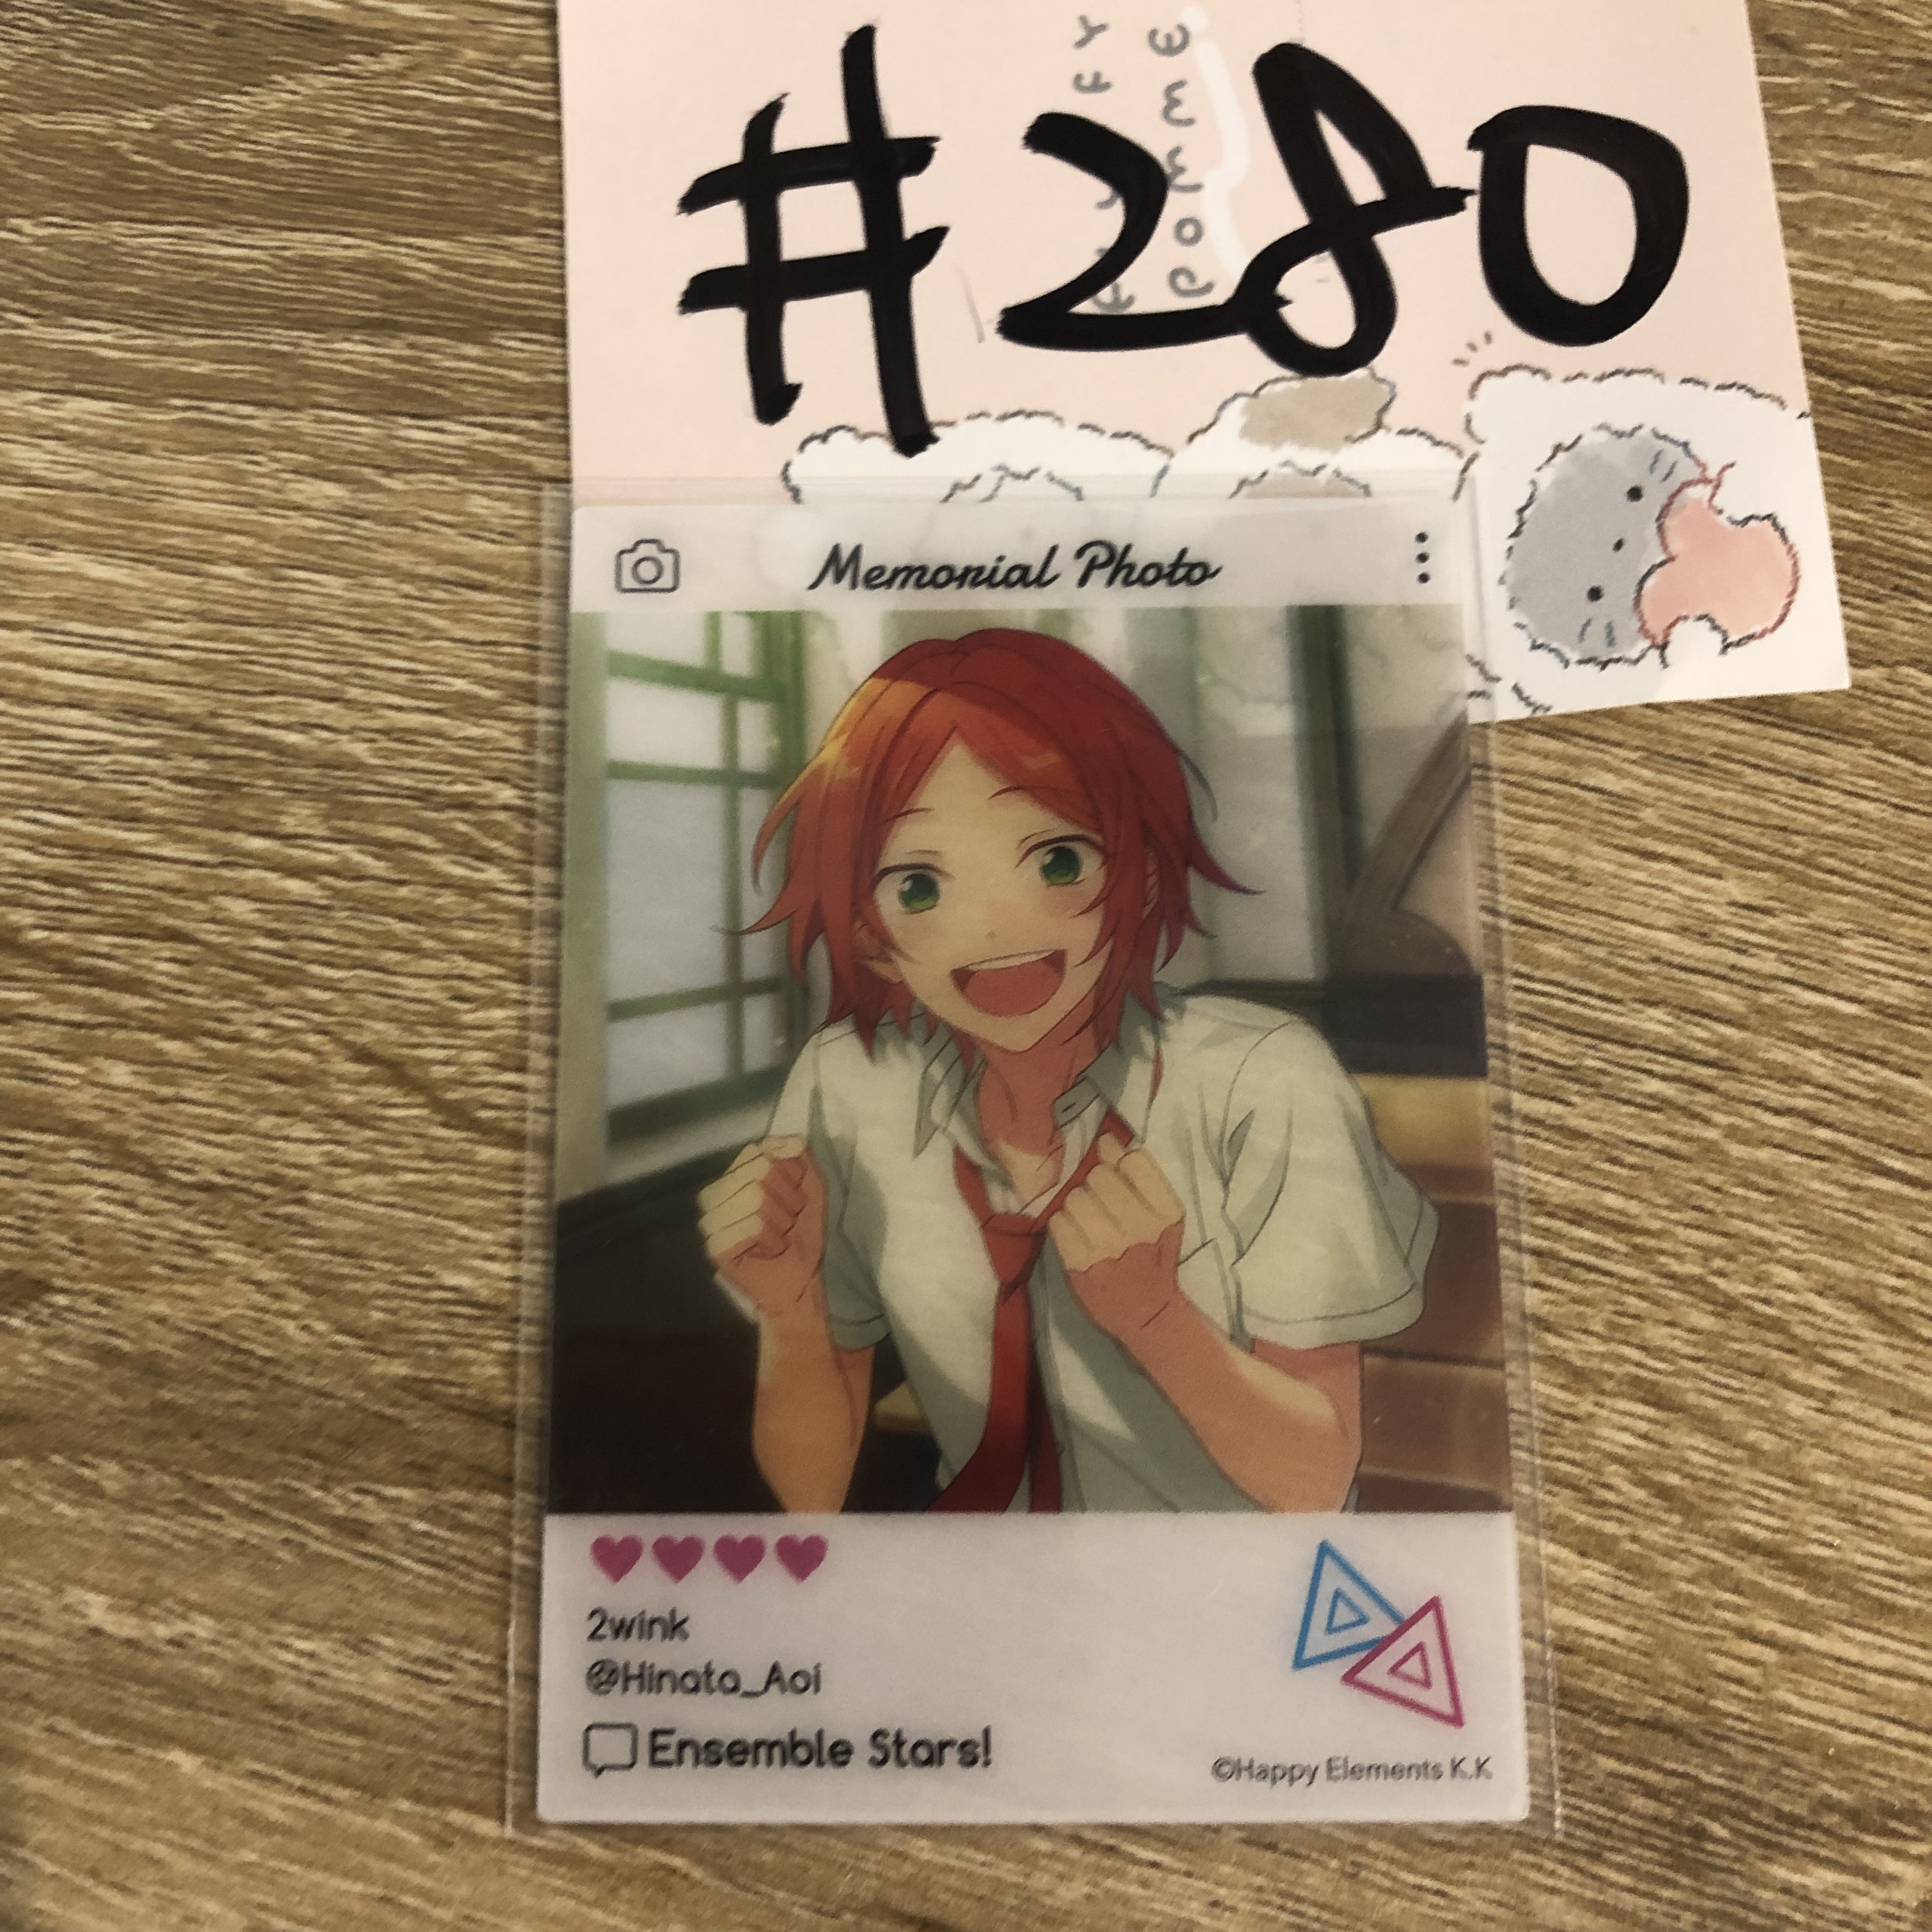 #280
Memorial Photo
2wink
@Hinata_Aoi
Ensemble Stars!
©Happy Elements K.K